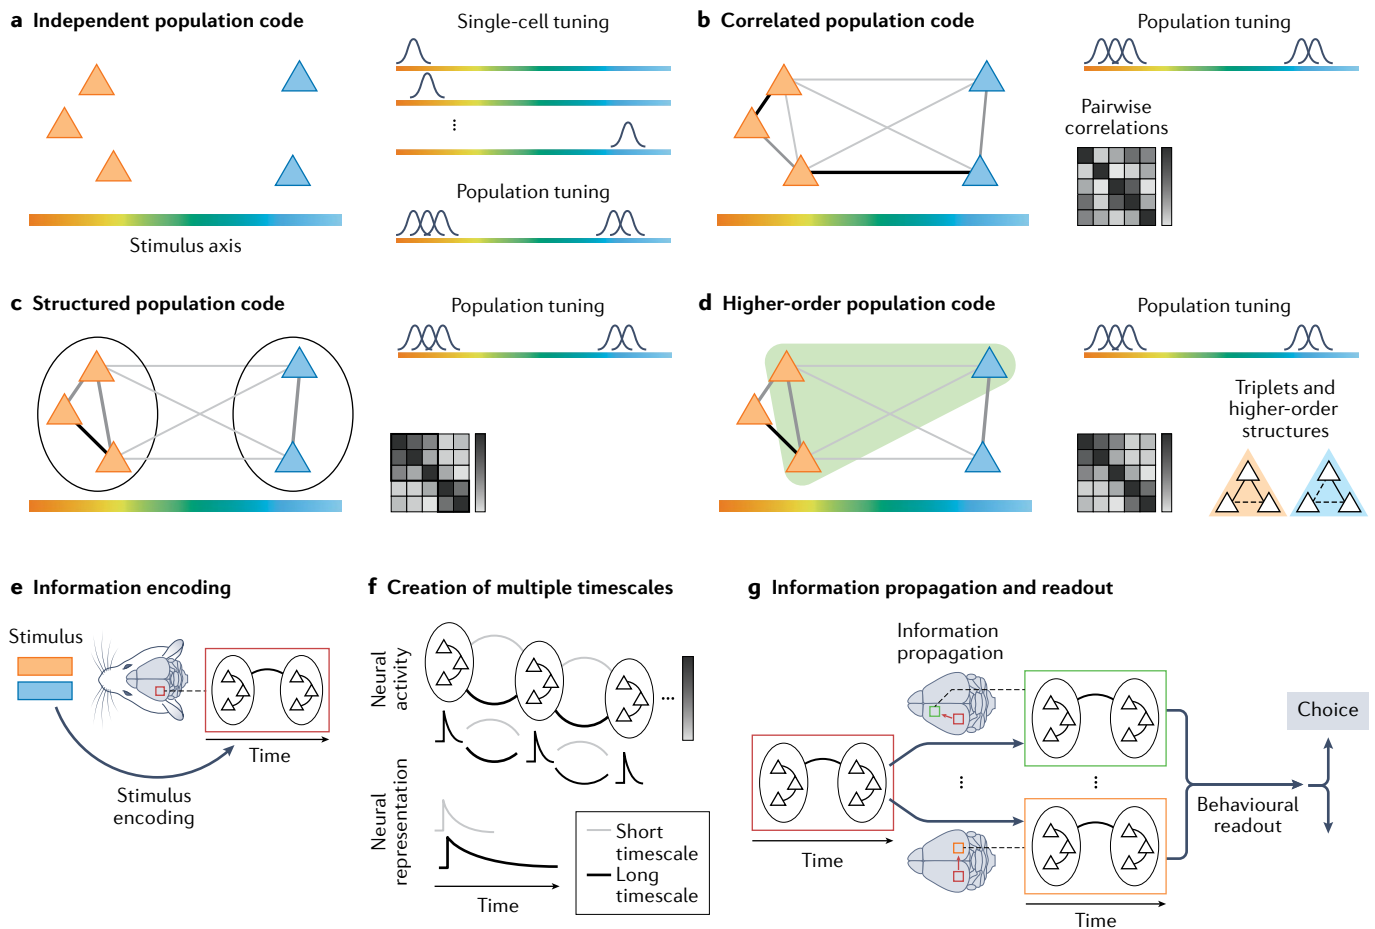 a Independent population code
Single-cell tuning
⋮
Population tuning
Stimulus axis
b Correlated population code
Population tuning
Pairwise
correlations
c Structured population code
Population tuning
d Higher-order population code
Population tuning
Triplets and
higher-order
structures
e Information encoding
Stimulus
Time
Stimulus
encoding
f Creation of multiple timescales
Neural
activity
...
Neural
representation
Short
timescale
Long
timescale
Time
g Information propagation and readout
Information
propagation
Time
⋮
⋮
Time
Behavioural
readout
Choice